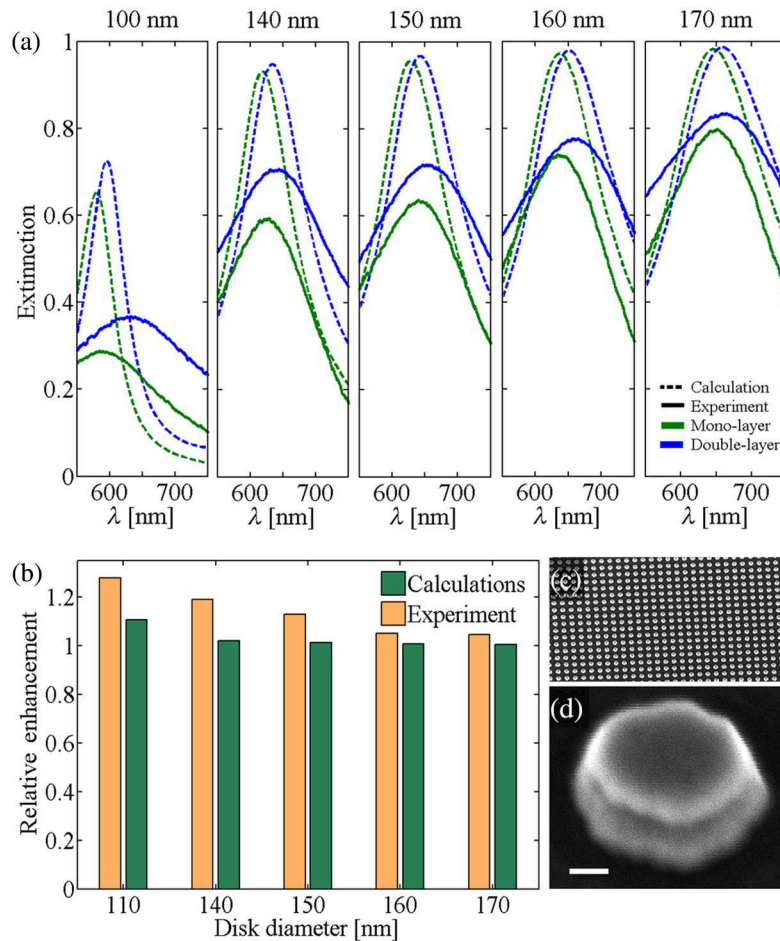 100 nm 140 nm 150 nm 160 nm 170 nm
(a)
1
0.8
0.6
0.4
0.2
0
Extinnction
Calculation
Experiment
Mono-layer
Double-layer
600 700 600 700 600 700 600 700 600 700
λ [nm] λ [nm] λ [nm] λ [nm] λ [nm]
(b)
1.2
1
0.8
0.6
0.4
0.2
0
Relative enhancement
Calculations
Experiment
110 140 150 160 170
Disk diameter [nm]
(c)
(d)